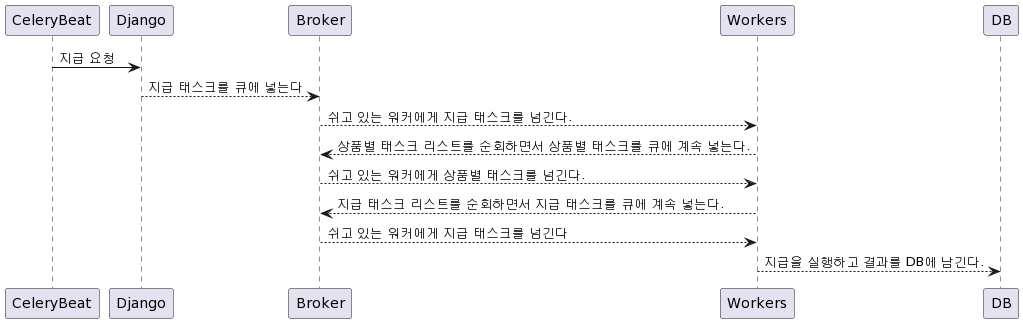 CeleryBeat Django Broker Workers DB
지급 요청
지급 태스크를 큐에 넣는다
쉬고 있는 워커에게 지급 태스크를 넘긴다.
상품별 태스크 리스트를 순회하면서 상품별 태스크를 큐에 계속 넣는다.
쉬고 있는 워커에게 상품별 태스크를 넘긴다.
지급 태스크 리스트를 순회하면서 지급 태스크를 큐에 계속 넣는다.
쉬고 있는 워커에게 지급 태스크를 넘긴다
지급을 실행하고 결과를 DB에 남긴다.
CeleryBeat Django Broker Workers DB